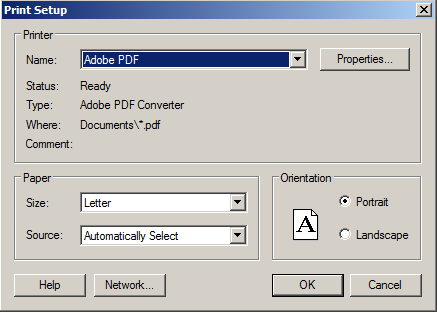 Print Setup
Printer
Name: Adobe PDF Properties...
Status: Ready
Type: Adobe PDF Converter
Where: Documents\*.pdf
Comment:
Paper
Size: Letter
Source: Automatically Select
Orientation
A
Portrait
Landscape
Help Network... OK Cancel